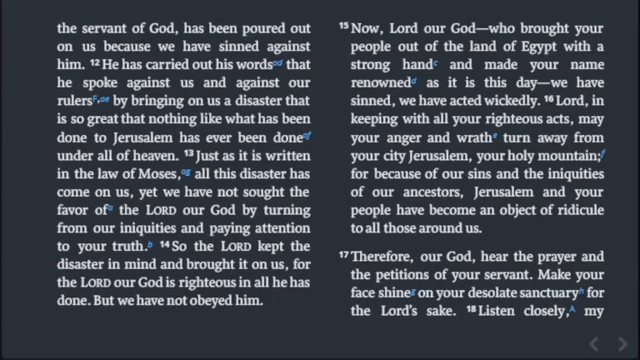 the servant of God, has been poured out
on us because we have sinned against
him. 12 He has carried out his words od that
he spoke against us and against our
rulers F,oe by bringing on us a disaster that
is so great that nothing like what has been
done to Jerusalem has ever been done of
under all of heaven. 13 Just as it is written
in the law of Moses, og all this disaster has
come on us, yet we have not sought the
favor of a the LORD our God by turning
from our iniquities and paying attention
to your truth. b 14 So the LORD kept the
disaster in mind and brought it on us, for
the LORD our God is righteous in all he has
done. But we have not obeyed him.
15 Now, Lord our God—who brought your
people out of the land of Egypt with a
strong hand c and made your name
renowned d as it is this day—we have
sinned, we have acted wickedly. 16 Lord, in
keeping with all your righteous acts, may
your anger and wrath e turn away from
your city Jerusalem, your holy mountain; f
for because of our sins and the iniquities
of our ancestors, Jerusalem and your
people have become an object of ridicule
to all those around us.
17 Therefore, our God, hear the prayer and
the petitions of your servant. Make your
face shine g on your desolate sanctuary h for
the Lord's sake. 18 Listen closely, A my